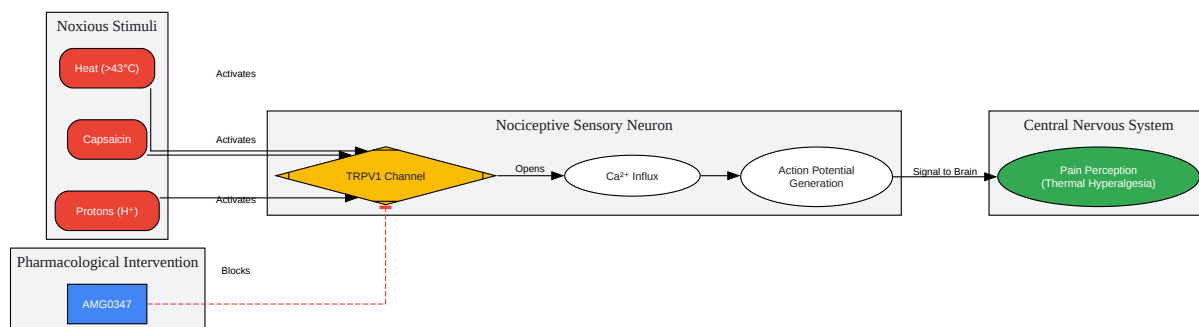 Noxious Stimuli
Heat (>43°C)
Activates
Capsaicin
Activates
Protons (H⁺)
Activates
Nociceptive Sensory Neuron
TRPV1 Channel
Opens
Ca²⁺ Influx
Action Potential
Generation
Signal to Brain
Central Nervous System
Pain Perception
(Thermal Hyperalgesia)
Pharmacological Intervention
AMG0347
Blocks